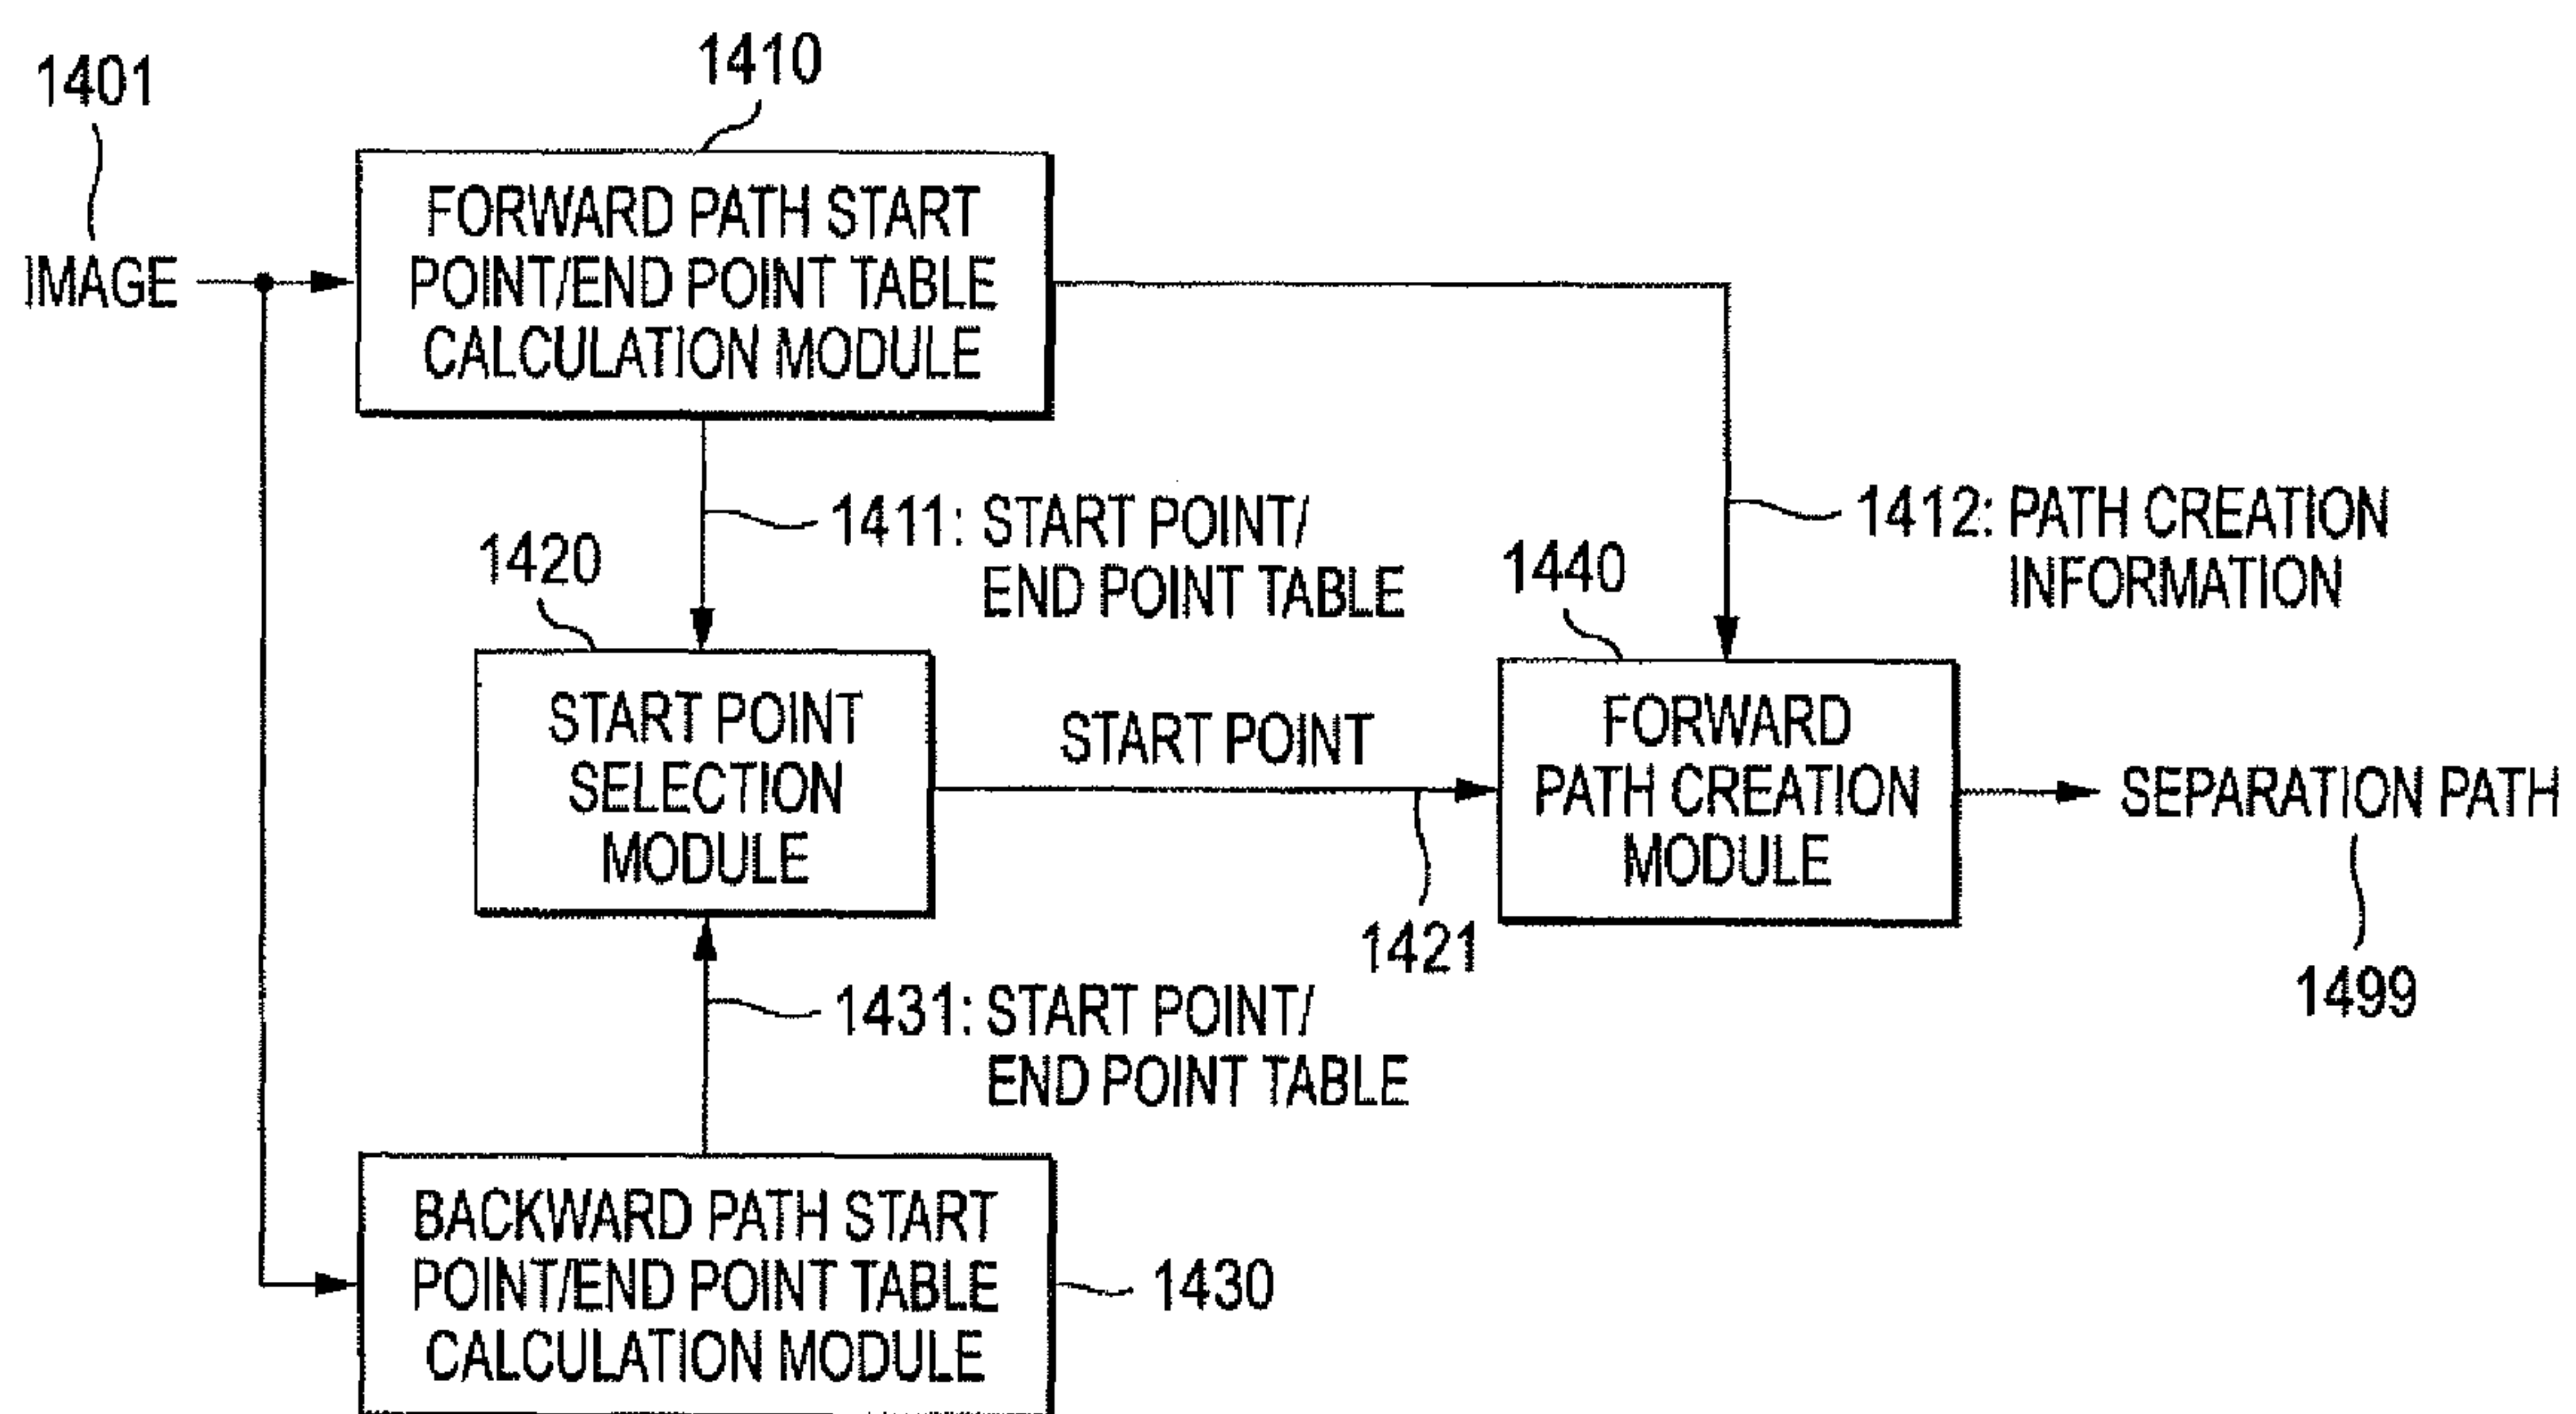 1410
1401
FORWARD PATH START
POINT/END POINT TABLE
CALCULATION MODULE
IMAGE
1411: START POINT/
END POINT TABLE
1412: PATH CREATION
INFORMATION
1420
1440
START POINT
SELECTION
MODULE
START POINT
FORWARD
PATH CREATION
MODULE
SEPARATION PATH
1421
1499
1431: START POINT/
END POINT TABLE
BACKWARD PATH START
POINT/END POINT TABLE
CALCULATION MODULE
1430